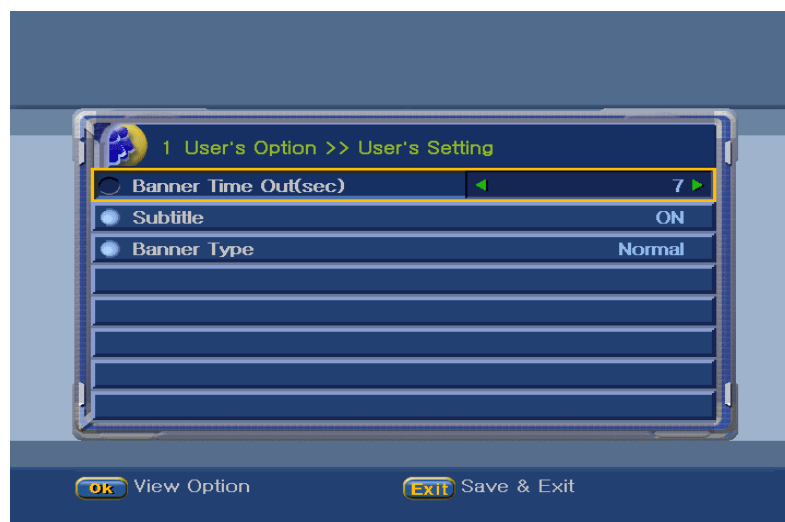 1 User's Option >> User's Setting
Banner Time Out(sec) 7
Subtitle ON
Banner Type Normal
Ok View Option Exit Save & Exit